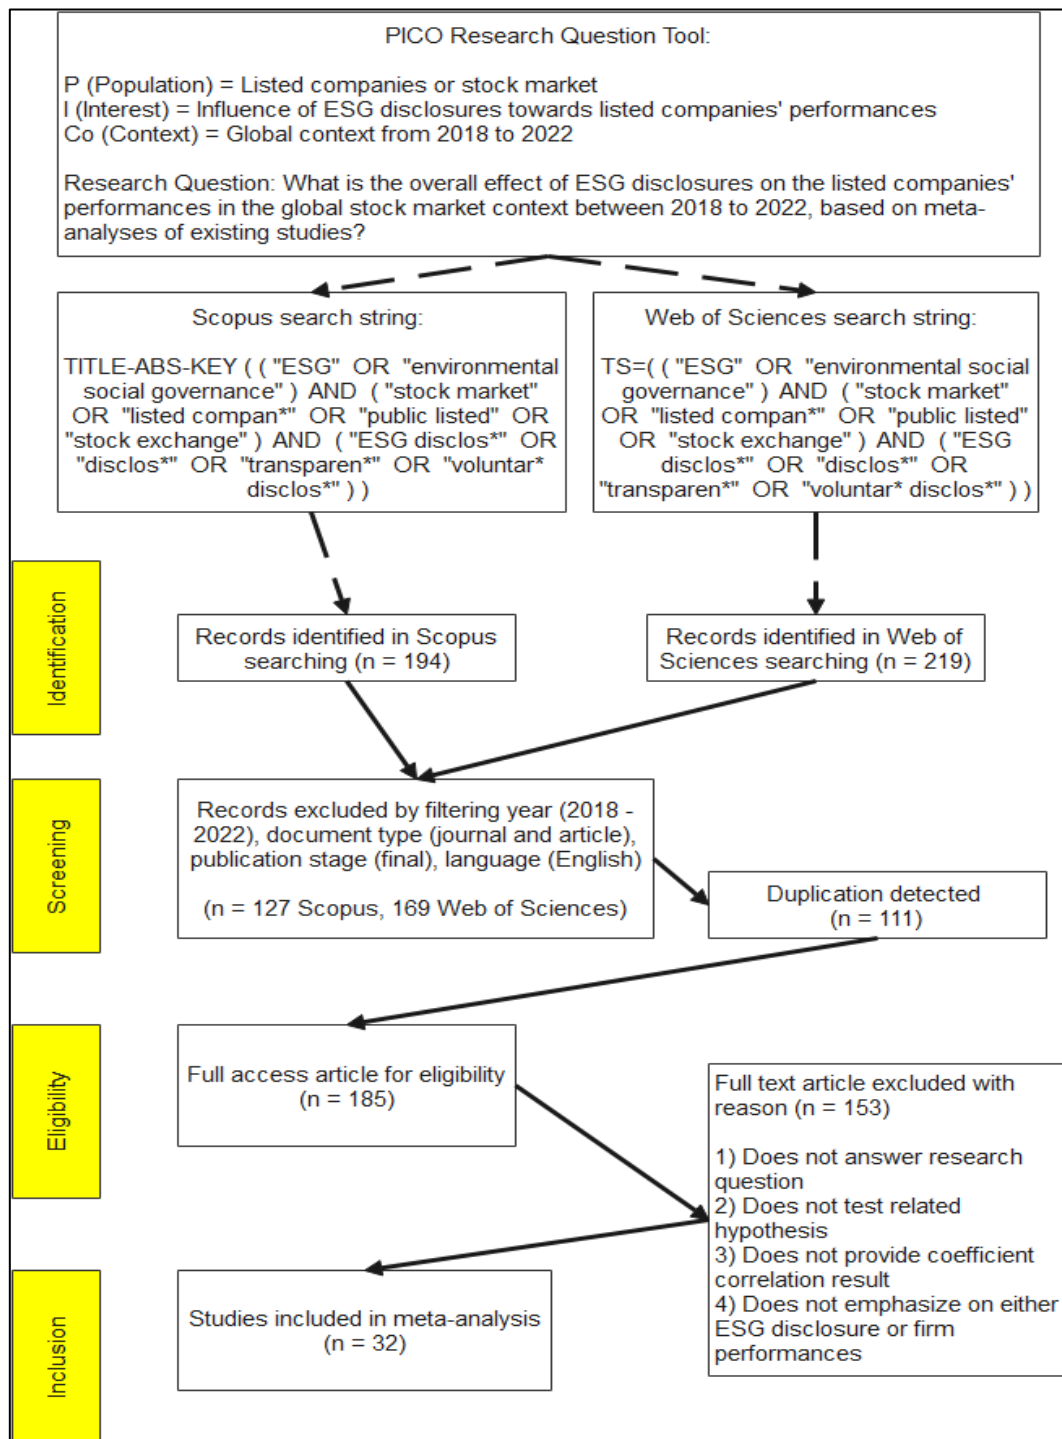 PICO Research Question Tool:
P (Population) = Listed companies or stock market
I (Interest) = Influence of ESG disclosures towards listed companies' performances
Co (Context) = Global context from 2018 to 2022
Research Question: What is the overall effect of ESG disclosures on the listed companies'
performances in the global stock market context between 2018 to 2022, based on meta-
analyses of existing studies?
Scopus search string:
TITLE-ABS-KEY ( ( "ESG" OR "environmental
social governance" ) AND ( "stock market"
OR "listed compan*" OR "public listed" OR
"stock exchange" ) AND ( "ESG disclos*" OR
"disclos*" OR "transparen*" OR "voluntar*
disclos*" ) )
Web of Sciences search string:
TS=( ( "ESG" OR "environmental social
governance" ) AND ( "stock market"
OR "listed compan*" OR "public listed"
OR "stock exchange" ) AND ( "ESG
disclos*" OR "disclos*" OR
"transparen*" OR "voluntar* disclos*" ) )
Identification
Records identified in Scopus
searching (n = 194)
Records identified in Web of
Sciences searching (n = 219)
Screening
Records excluded by filtering year (2018 -
2022), document type (journal and article),
publication stage (final), language (English)
(n = 127 Scopus, 169 Web of Sciences)
Duplication detected
(n = 111)
Eligibility
Full access article for eligibility
(n = 185)
Full text article excluded with
reason (n = 153)
1) Does not answer research
question
2) Does not test related
hypothesis
3) Does not provide coefficient
correlation result
4) Does not emphasize on either
ESG disclosure or firm
performances
Inclusion
Studies included in meta-analysis
(n = 32)